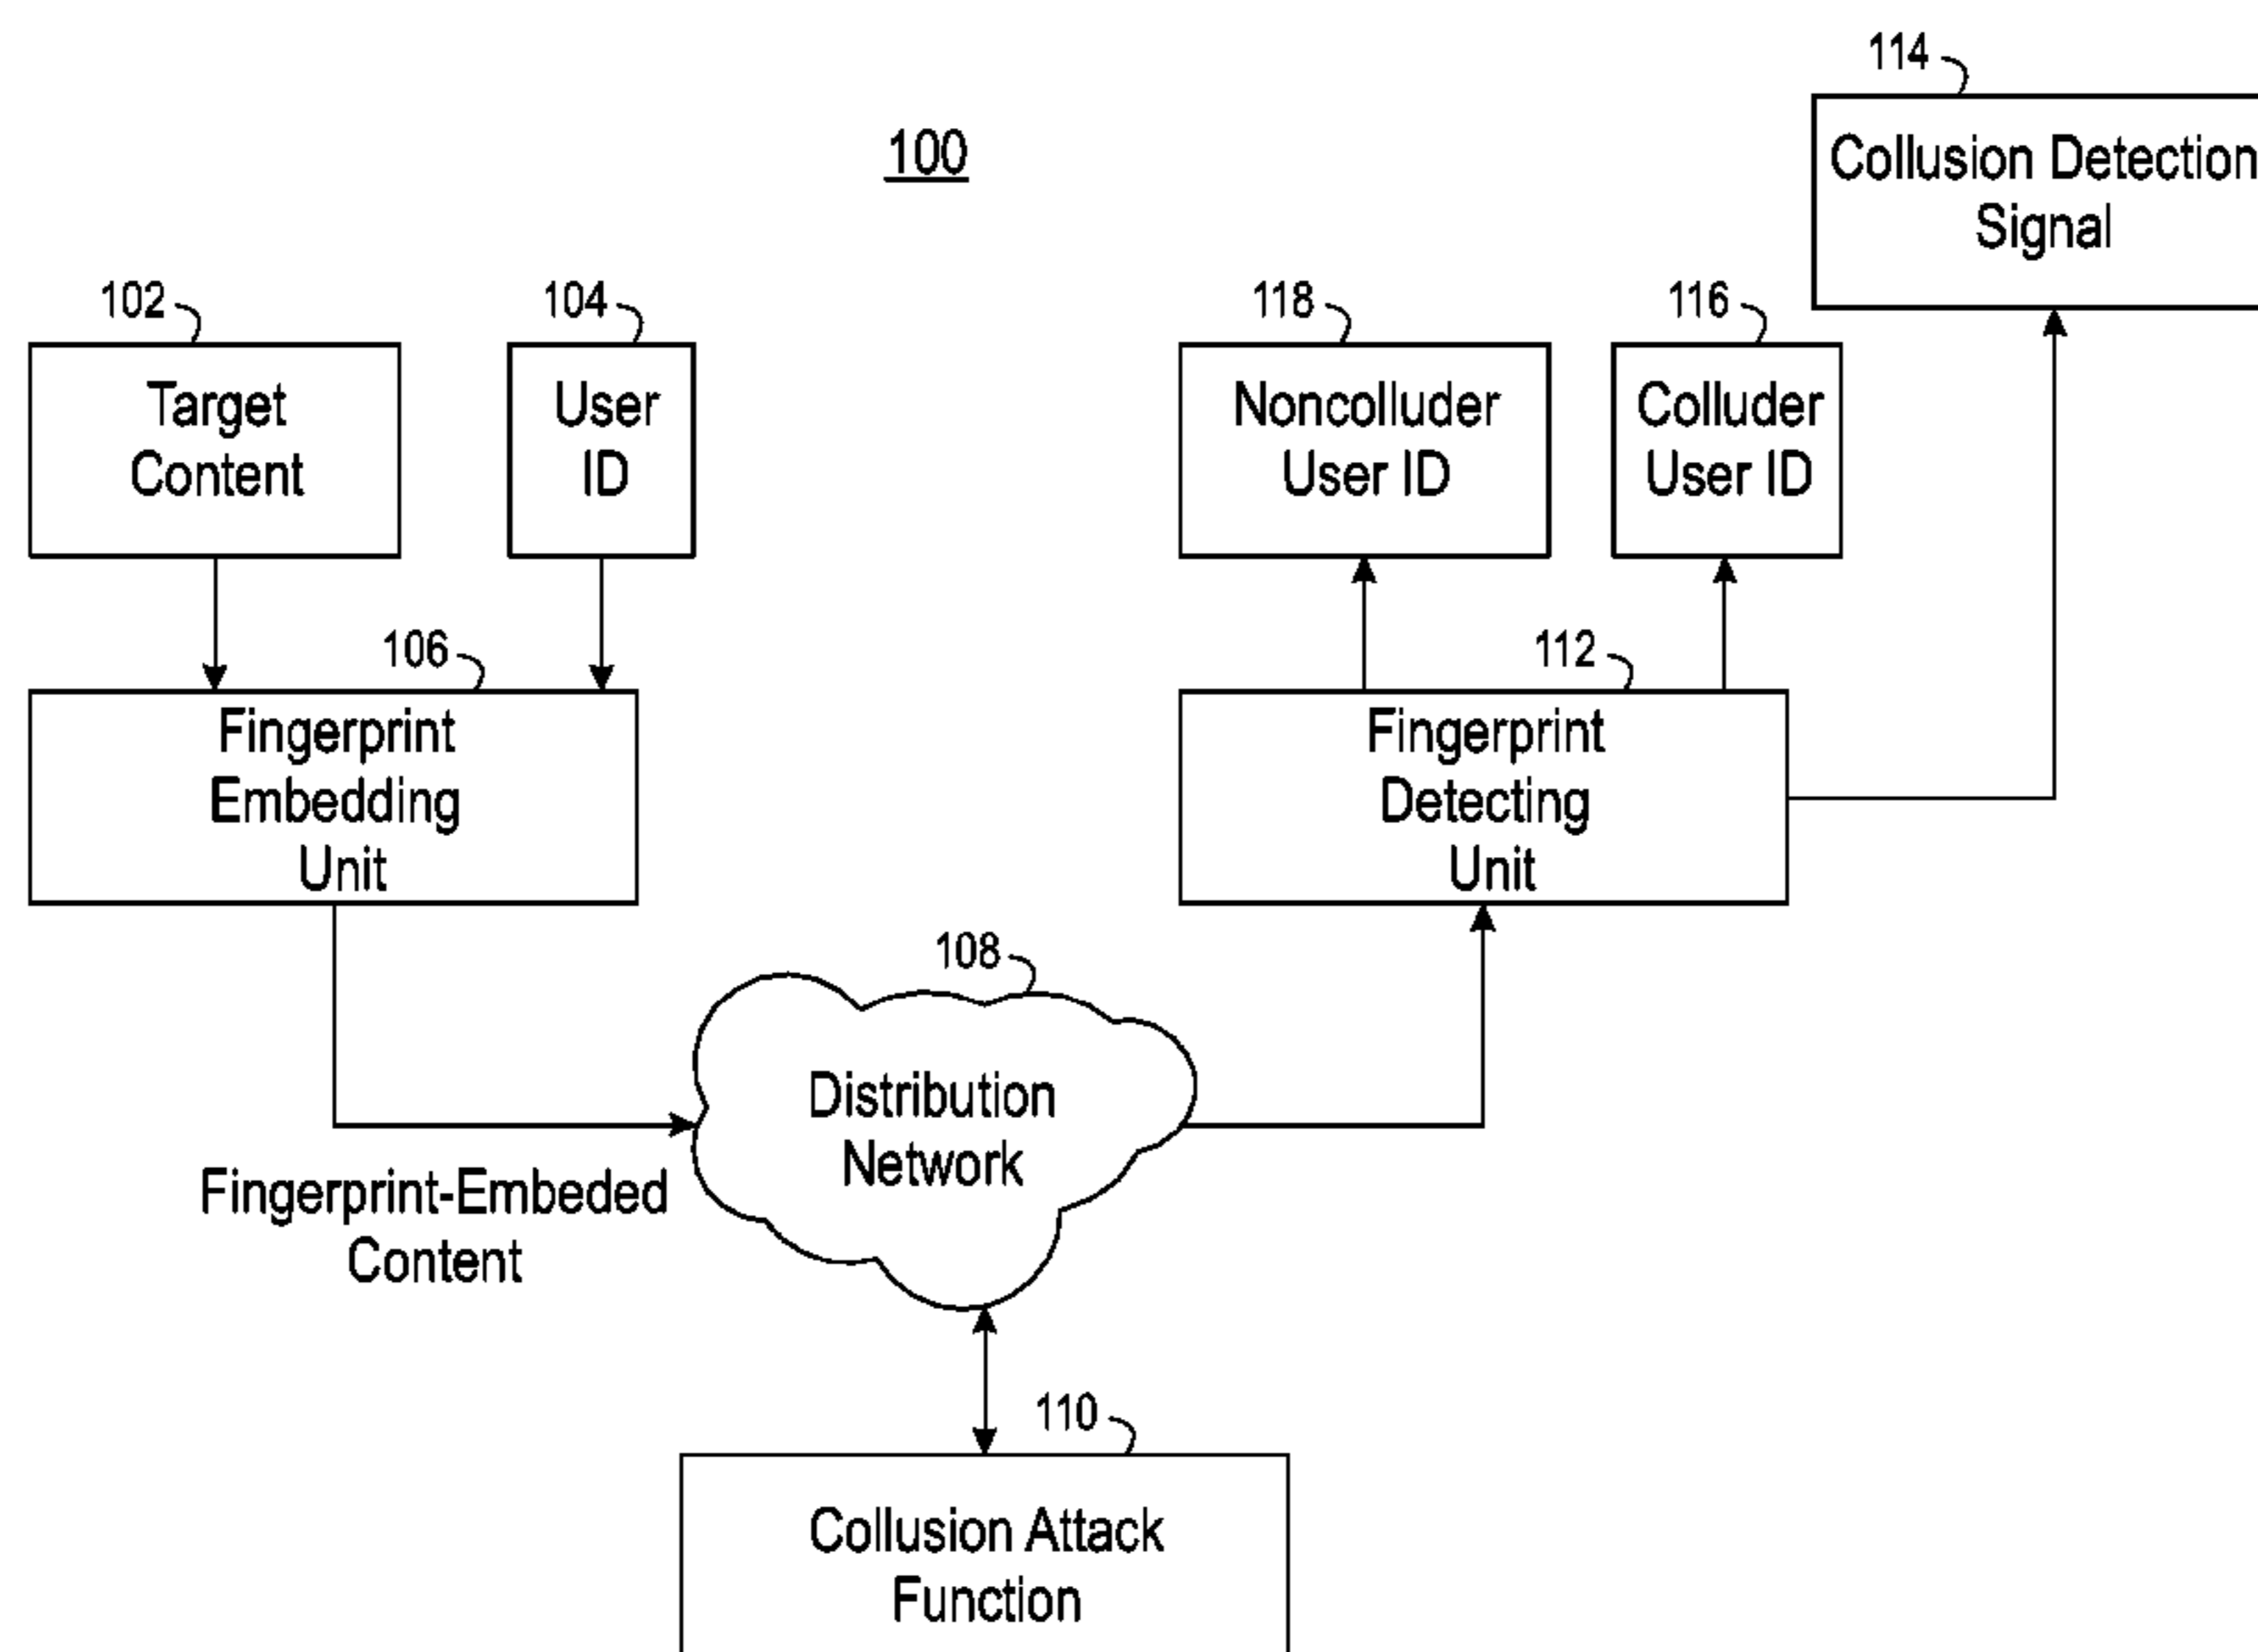 114
Collusion Detection
Signal
100
102
Target
Content
104
User
ID
118
Noncolluder
User ID
116
Colluder
User ID
106
Fingerprint
Embedding
Unit
112
Fingerprint
Detecting
Unit
108
Distribution
Network
Fingerprint-Embeded
Content
110
Collusion Attack
Function